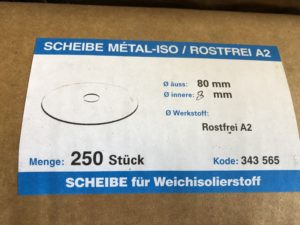 SCHEIBE MÉTAL-ISO / ROSTFREI A2
Ø äuss: 80 mm
Ø innere: 8 mm
Ø Werkstoff:
Rostfrei A2
Menge: 250 Stück
Kode: 343 565
SCHEIBE für Weichisolierstoff